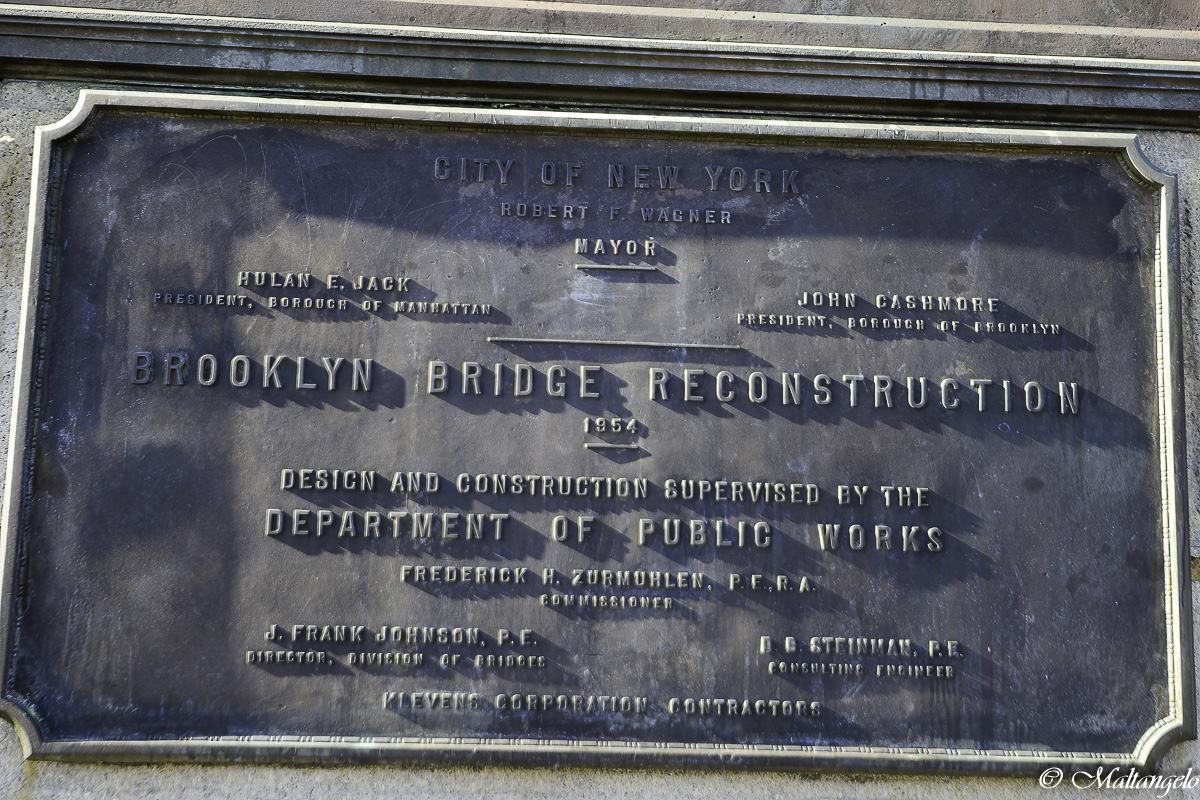 CITY OF NEW YORK
ROBERT F. WAGNER
MAYOR
HULAN E. JACK
PRESIDENT, BOROUGH OF MANHATTAN
JOHN CASHMORE
PRESIDENT, BOROUGH OF BROOKLYN
BROOKLYN BRIDGE RECONSTRUCTION
1954
DESIGN AND CONSTRUCTION SUPERVISED BY THE
DEPARTMENT OF PUBLIC WORKS
FREDERICK H. ZURMUHLEN, P.E., R.A.
COMMISSIONER
J. FRANK JOHNSON, P.E.
DIRECTOR, DIVISION OF BRIDGES
D. B. STEINMAN, P.E.
CONSULTING ENGINEER
KLEVENS CORPORATION CONTRACTORS
© Maltangelo